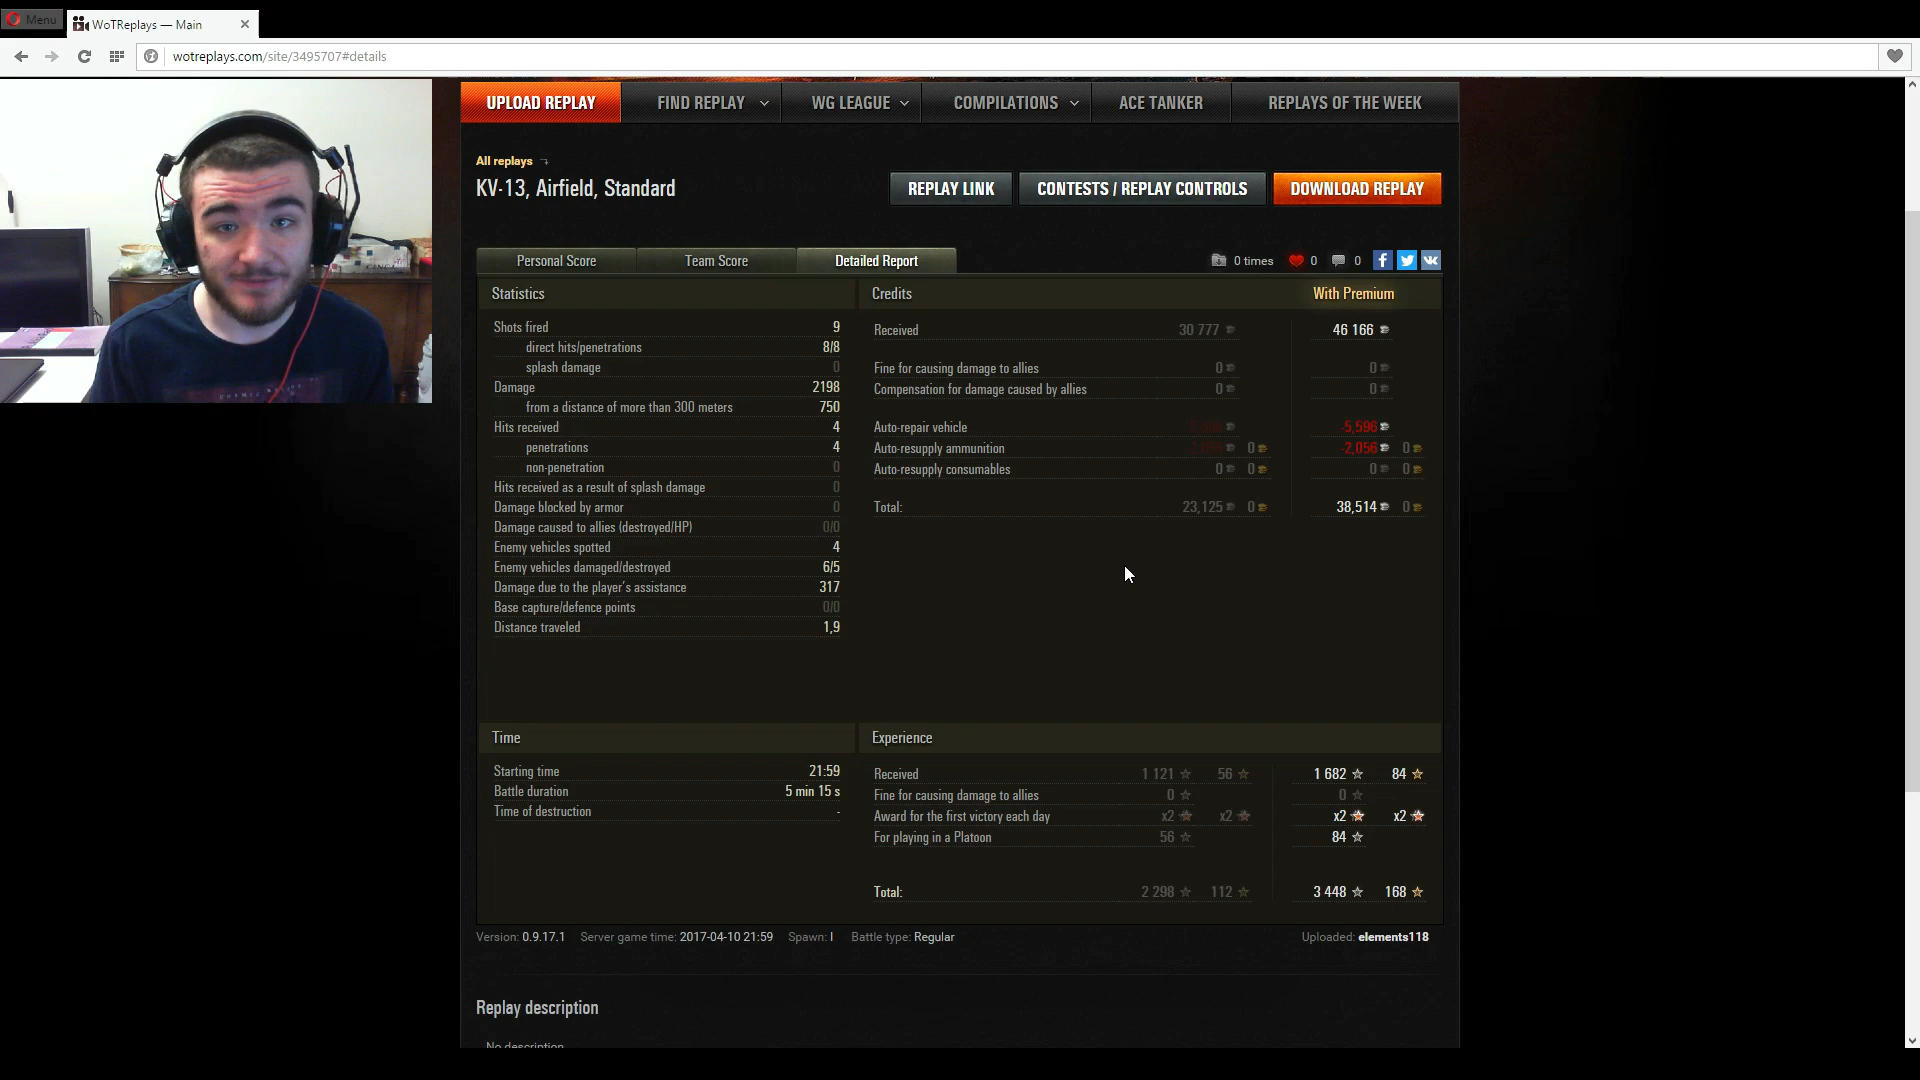 Menu
WoTReplays — Main
wotreplays.com/site/3495707#details
UPLOAD REPLAY FIND REPLAY WG LEAGUE COMPILATIONS ACE TANKER REPLAYS OF THE WEEK
All replays
KV-13, Airfield, Standard
REPLAY LINK CONTESTS / REPLAY CONTROLS DOWNLOAD REPLAY
Personal Score Team Score Detailed Report 0 times 0 0
Statistics Credits With Premium
Shots fired 9 Received 30 777 46 166
direct hits/penetrations 8/8
splash damage 0 Fine for causing damage to allies 0 0
Damage 2198 Compensation for damage caused by allies 0 0
from a distance of more than 300 meters 750
Hits received 4 Auto-repair vehicle -5,596
penetrations 4 Auto-resupply ammunition 0 -2,056 0
non-penetration 0 Auto-resupply consumables 0 0 0 0
Hits received as a result of splash damage 0
Damage blocked by armor 0 Total: 23,125 0 38,514 0
Damage caused to allies (destroyed/HP) 0/0
Enemy vehicles spotted 4
Enemy vehicles damaged/destroyed 6/5
Damage due to the player's assistance 317
Base capture/defence points 0/0
Distance traveled 1,9
Time Experience
Starting time 21:59 Received 1 121 56 1 682 84
Battle duration 5 min 15 s Fine for causing damage to allies 0 0
Time of destruction - Award for the first victory each day x2 x2 x2 x2
For playing in a Platoon 56 84
Total: 2 298 112 3 448 168
Version: 0.9.17.1 Server game time: 2017-04-10 21:59 Spawn: I Battle type: Regular Uploaded: elements118
Replay description
No description